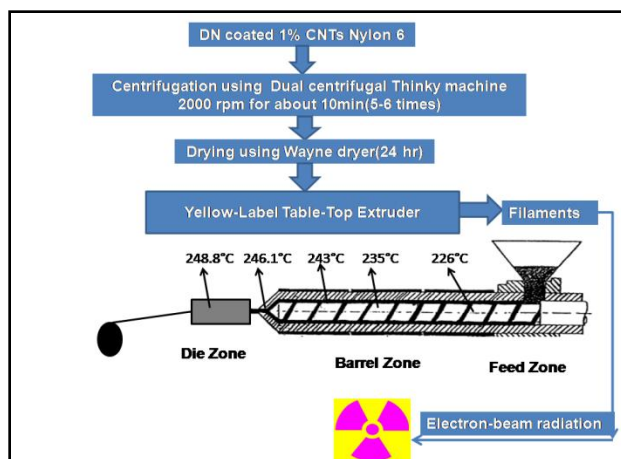 DN coated 1% CNTs Nylon 6
Centrifugation using Dual centrifugal Thinky machine
2000 rpm for about 10min(5-6 times)
Drying using Wayne dryer(24 hr)
Yellow-Label Table-Top Extruder
Filaments
248.8°C
246.1°C
243°C
235°C
226°C
Die Zone
Barrel Zone
Feed Zone
Electron-beam radiation